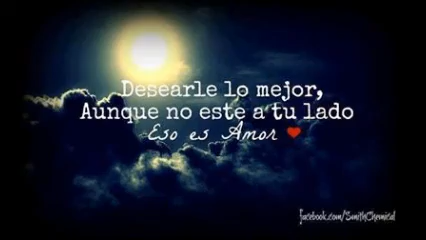 Desearle lo mejor,
Aunque no este a tu lado
Eso es Amor ❤
facebook.com/SmithChemical